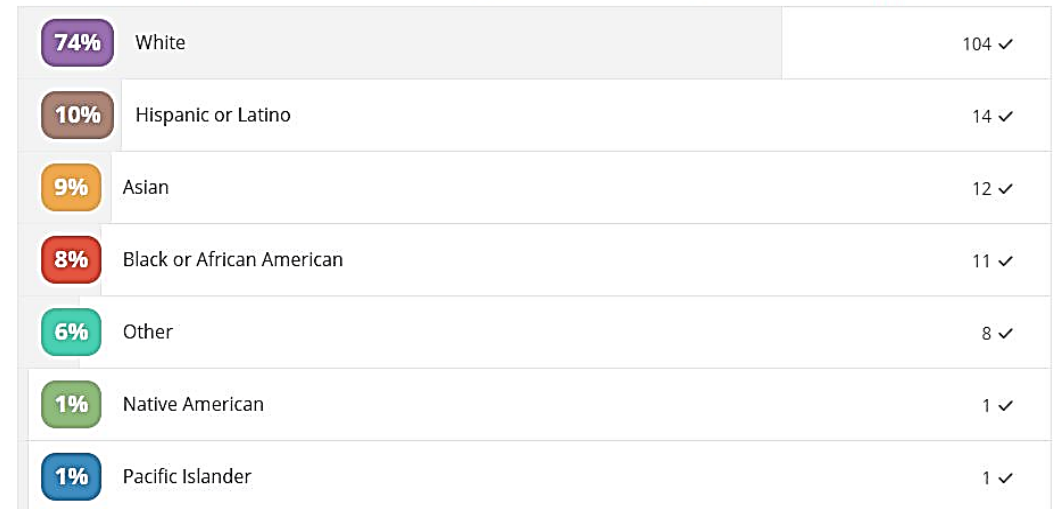 74% White 104 ✓
10% Hispanic or Latino 14 ✓
9% Asian 12 ✓
8% Black or African American 11 ✓
6% Other 8 ✓
1% Native American 1 ✓
1% Pacific Islander 1 ✓